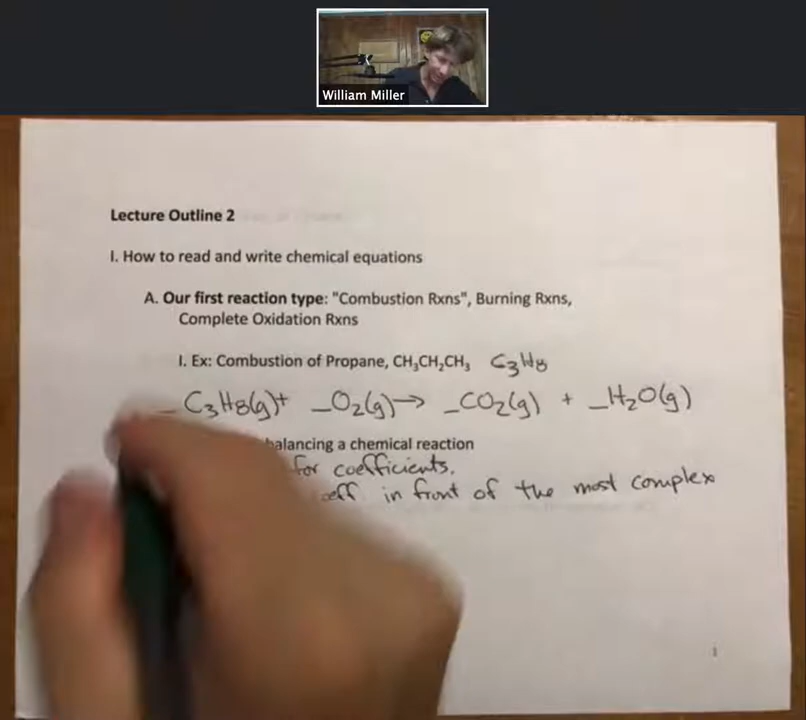 William Miller
Lecture Outline 2
I. How to read and write chemical equations
A. Our first reaction type: "Combustion Rxns", Burning Rxns,
Complete Oxidation Rxns
I. Ex: Combustion of Propane, CH₃CH₂CH₃ C₃H₈
_ C₃H₈(g) + _O₂(g) → _CO₂(g) + _H₂O(g)
balancing a chemical reaction
for coefficients.
in front of the most complex
1